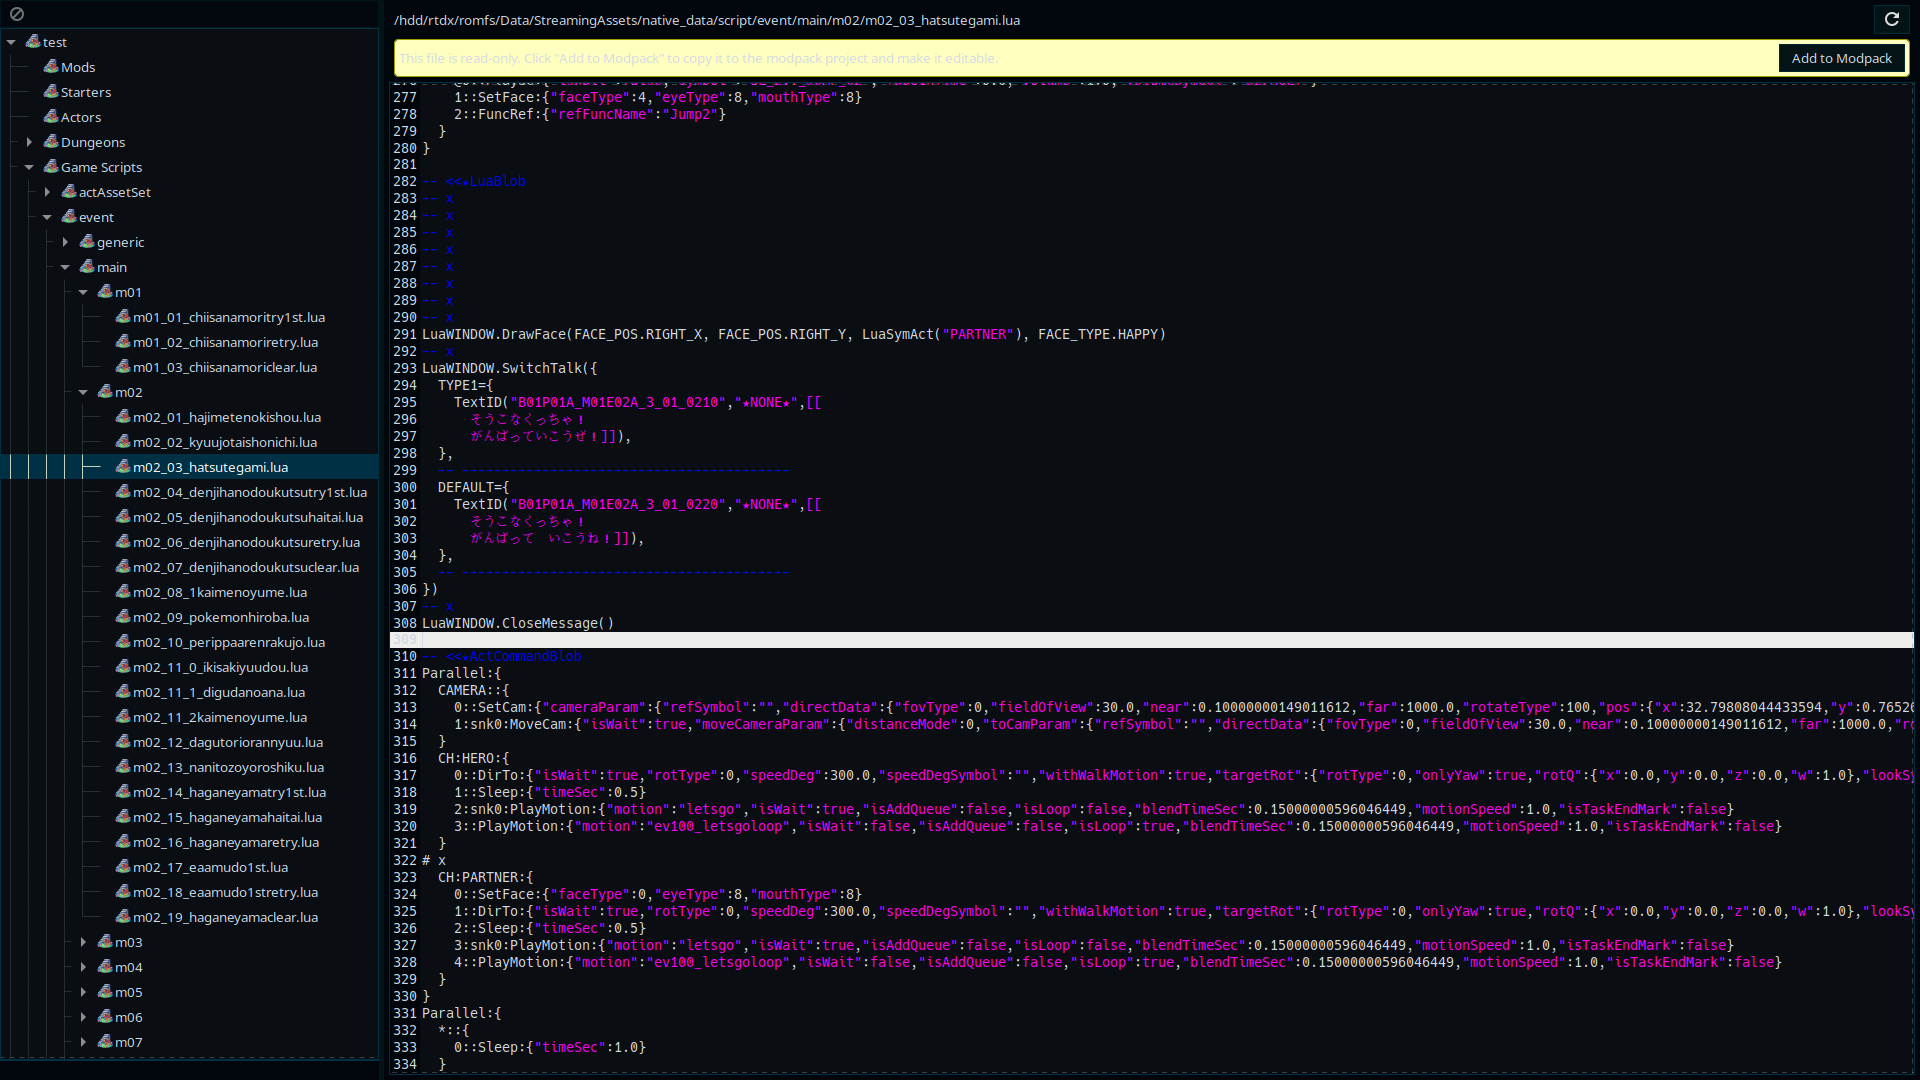 test
Mods
Starters
Actors
Dungeons
Game Scripts
actAssetSet
event
generic
main
m01
m01_01_chiisanamoritry1st.lua
m01_02_chiisanamoriretry.lua
m01_03_chiisanamoriclear.lua
m02
m02_01_hajimetenokishou.lua
m02_02_kyuujotaishonichi.lua
m02_03_hatsutegami.lua
m02_04_denjihanodoukutsutry1st.lua
m02_05_denjihanodoukutsuhaitai.lua
m02_06_denjihanodoukutsuretry.lua
m02_07_denjihanodoukutsuclear.lua
m02_08_1kaimenoyume.lua
m02_09_pokemonhiroba.lua
m02_10_perippaarenrakujo.lua
m02_11_0_ikisakiyuudou.lua
m02_11_1_digudanoana.lua
m02_11_2kaimenoyume.lua
m02_12_dagutoriorannyuu.lua
m02_13_nanitozoyoroshiku.lua
m02_14_haganeyamatry1st.lua
m02_15_haganeyamahaitai.lua
m02_16_haganeyamaretry.lua
m02_17_eaamudo1st.lua
m02_18_eaamudo1stretry.lua
m02_19_haganeyamaclear.lua
m03
m04
m05
m06
m07
/hdd/rtdx/romfs/Data/StreamingAssets/native_data/script/event/main/m02/m02_03_hatsutegami.lua
This file is read-only. Click "Add to Modpack" to copy it to the modpack project and make it editable.
Add to Modpack
277 1::SetFace:{"faceType":4,"eyeType":8,"mouthType":8}
278 2::FuncRef:{"refFuncName":"Jump2"}
279 }
280 }
281
282 -- <<★LuaBlob
283 -- x
284 -- x
285 -- x
286 -- x
287 -- x
288 -- x
289 -- x
290 -- x
291 LuaWINDOW.DrawFace(FACE_POS.RIGHT_X, FACE_POS.RIGHT_Y, LuaSymAct("PARTNER"), FACE_TYPE.HAPPY)
292 -- x
293 LuaWINDOW.SwitchTalk({
294 TYPE1={
295 TextID("B01P01A_M01E02A_3_01_0210","★NONE★",[[
296 そうこなくっちゃ！
297 がんばっていこうぜ！]]),
298 },
299 -- -----------------------------------------
300 DEFAULT={
301 TextID("B01P01A_M01E02A_3_01_0220","★NONE★",[[
302 そうこなくっちゃ！
303 がんばって　いこうね！]]),
304 },
305 -- -----------------------------------------
306 })
307 -- x
308 LuaWINDOW.CloseMessage()
309
310 -- <<★ActCommandBlob
311 Parallel:{
312 CAMERA::{
313 0::SetCam:{"cameraParam":{"refSymbol":"","directData":{"fovType":0,"fieldOfView":30.0,"near":0.10000000149011612,"far":1000.0,"rotateType":100,"pos":{"x":32.79808044433594,"y":0.7652
314 1:snk0:MoveCam:{"isWait":true,"moveCameraParam":{"distanceMode":0,"toCamParam":{"refSymbol":"","directData":{"fovType":0,"fieldOfView":30.0,"near":0.10000000149011612,"far":1000.0,"r
315 }
316 CH:HERO:{
317 0::DirTo:{"isWait":true,"rotType":0,"speedDeg":300.0,"speedDegSymbol":"","withWalkMotion":true,"targetRot":{"rotType":0,"onlyYaw":true,"rotQ":{"x":0.0,"y":0.0,"z":0.0,"w":1.0},"lookSy
318 1::Sleep:{"timeSec":0.5}
319 2:snk0:PlayMotion:{"motion":"letsgo","isWait":true,"isAddQueue":false,"isLoop":false,"blendTimeSec":0.15000000596046449,"motionSpeed":1.0,"isTaskEndMark":false}
320 3::PlayMotion:{"motion":"ev100_letsgoloop","isWait":false,"isAddQueue":false,"isLoop":true,"blendTimeSec":0.15000000596046449,"motionSpeed":1.0,"isTaskEndMark":false}
321 }
322 # x
323 CH:PARTNER:{
324 0::SetFace:{"faceType":0,"eyeType":8,"mouthType":8}
325 1::DirTo:{"isWait":true,"rotType":0,"speedDeg":300.0,"speedDegSymbol":"","withWalkMotion":true,"targetRot":{"rotType":0,"onlyYaw":true,"rotQ":{"x":0.0,"y":0.0,"z":0.0,"w":1.0},"lookSy
326 2::Sleep:{"timeSec":0.5}
327 3:snk0:PlayMotion:{"motion":"letsgo","isWait":true,"isAddQueue":false,"isLoop":false,"blendTimeSec":0.15000000596046449,"motionSpeed":1.0,"isTaskEndMark":false}
328 4::PlayMotion:{"motion":"ev100_letsgoloop","isWait":false,"isAddQueue":false,"isLoop":true,"blendTimeSec":0.15000000596046449,"motionSpeed":1.0,"isTaskEndMark":false}
329 }
330 }
331 Parallel:{
332 *::{
333 0::Sleep:{"timeSec":1.0}
334 }